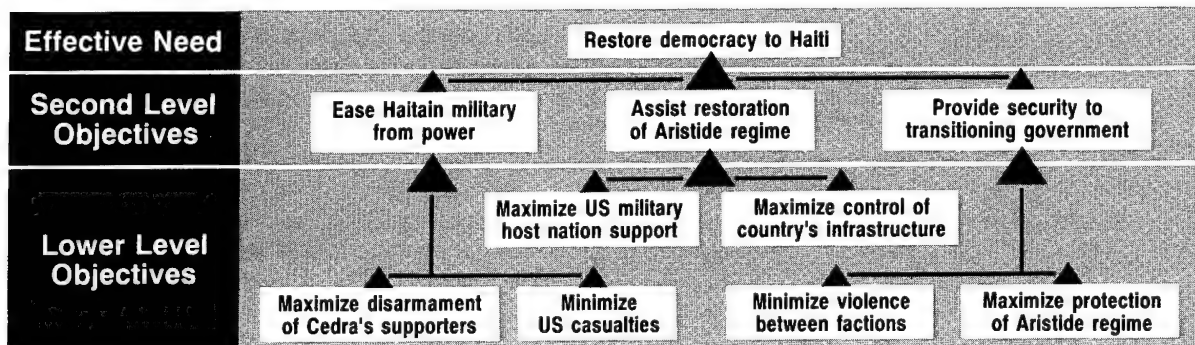 Effective Need
Restore democracy to Haiti
Second Level
Objectives
Ease Haitain military
from power
Assist restoration
of Aristide regime
Provide security to
transitioning government
Lower Level
Objectives
Maximize US military
host nation support
Maximize control of
country's infrastructure
Maximize disarmament
of Cedra's supporters
Minimize
US casualties
Minimize violence
between factions
Maximize protection
of Aristide regime